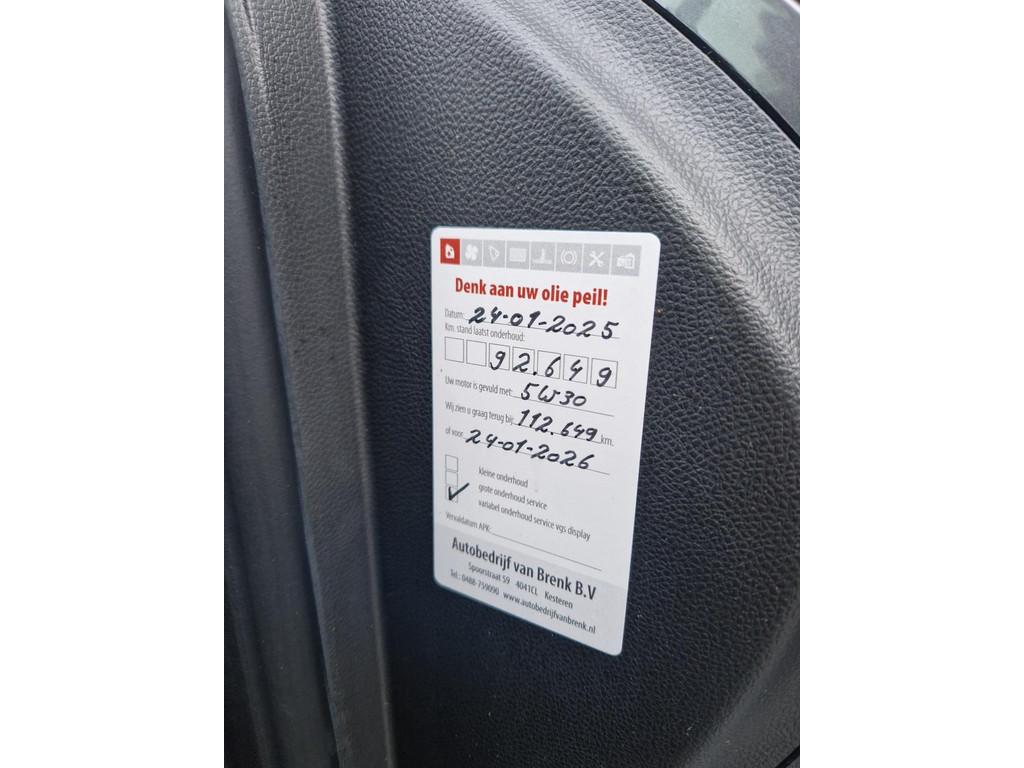 Denk aan uw olie peil!
Datum: 24-01-2025
Km. stand laatst onderhoud:
92.649
Uw motor is gevuld met: 5W30
Wij zien u graag terug bij: 112.649 km.
of voor: 24-01-2026
kleine onderhoud
grote onderhoud service
variabel onderhoud service vgs display
Vervaldatum APK:
Autobedrijf van Brenk B.V
Spoorstraat 59 4041CL Kesteren
Tel.: 0488-759090 www.autobedrijfvanbrenk.nl